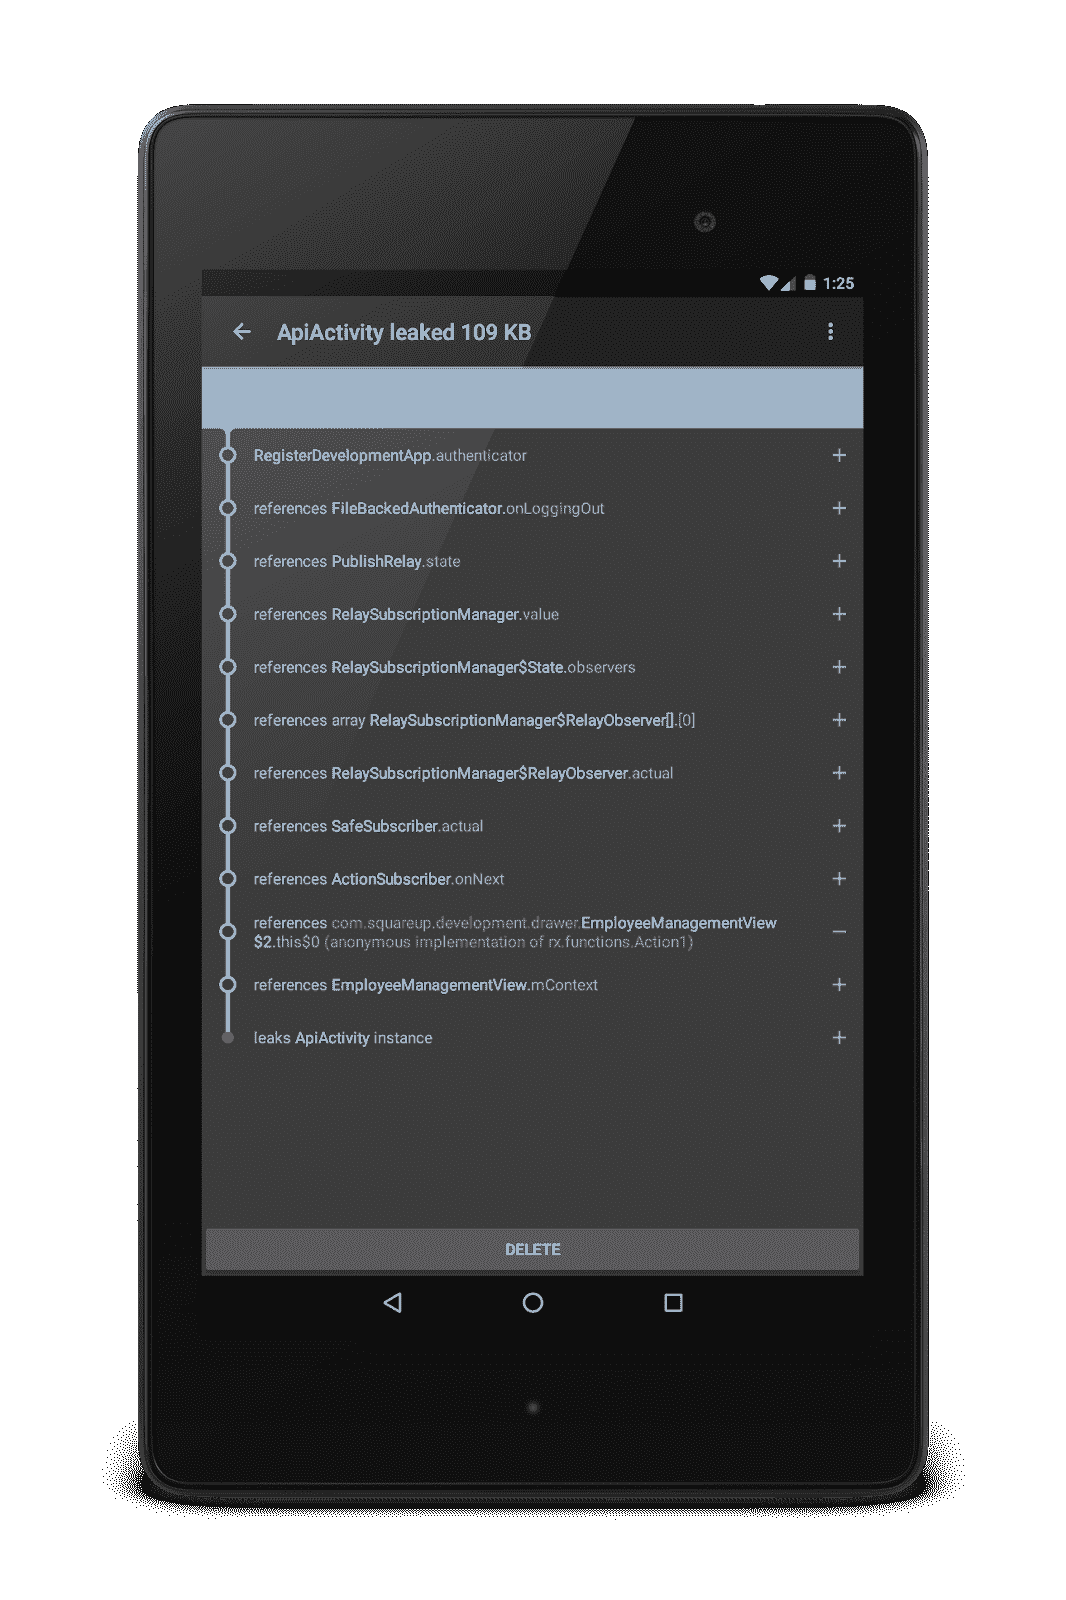 1:25
ApiActivity leaked 109 KB
RegisterDevelopmentApp.authenticator
references FileBackedAuthenticator.onLoggingOut
references PublishRelay.state
references RelaySubscriptionManager.value
references RelaySubscriptionManager$State.observers
references array RelaySubscriptionManager$RelayObserver[].[0]
references RelaySubscriptionManager$RelayObserver.actual
references SafeSubscriber.actual
references ActionSubscriber.onNext
references com.squareup.development.drawer.EmployeeManagementView
$2.this$0 (anonymous implementation of rx.functions.Action1)
references EmployeeManagementView.mContext
leaks ApiActivity instance
DELETE